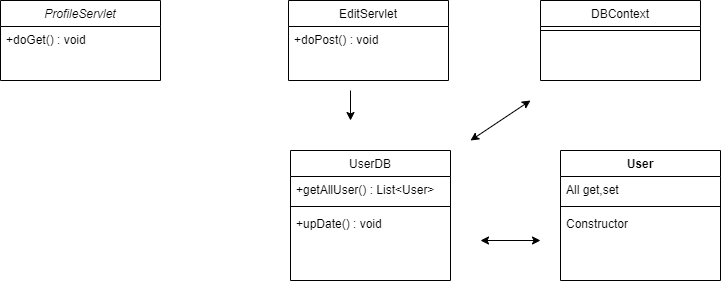 ProfileServlet
+doGet() : void
EditServlet
+doPost() : void
DBContext
UserDB
+getAllUser() : List<User>
+upDate() : void
User
All get,set
Constructor